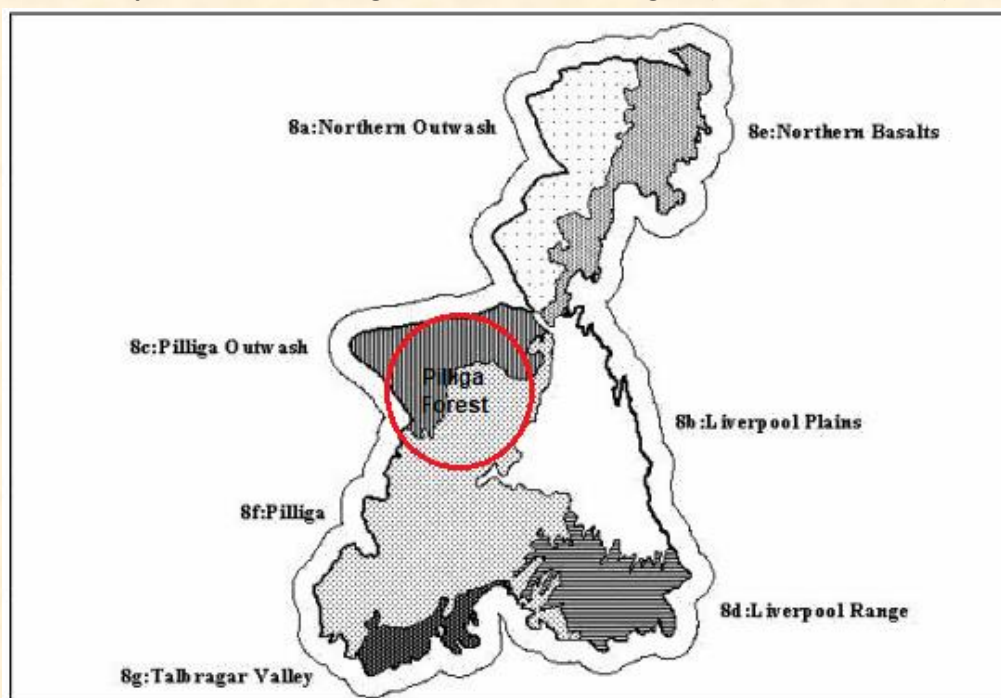 8a:Northern Outwash
8e:Northern Basalts
8c:Pilliga Outwash
Pilliga
Forest
8b:Liverpool Plains
8f:Pilliga
8d:Liverpool Range
8g:Talbragar Valley